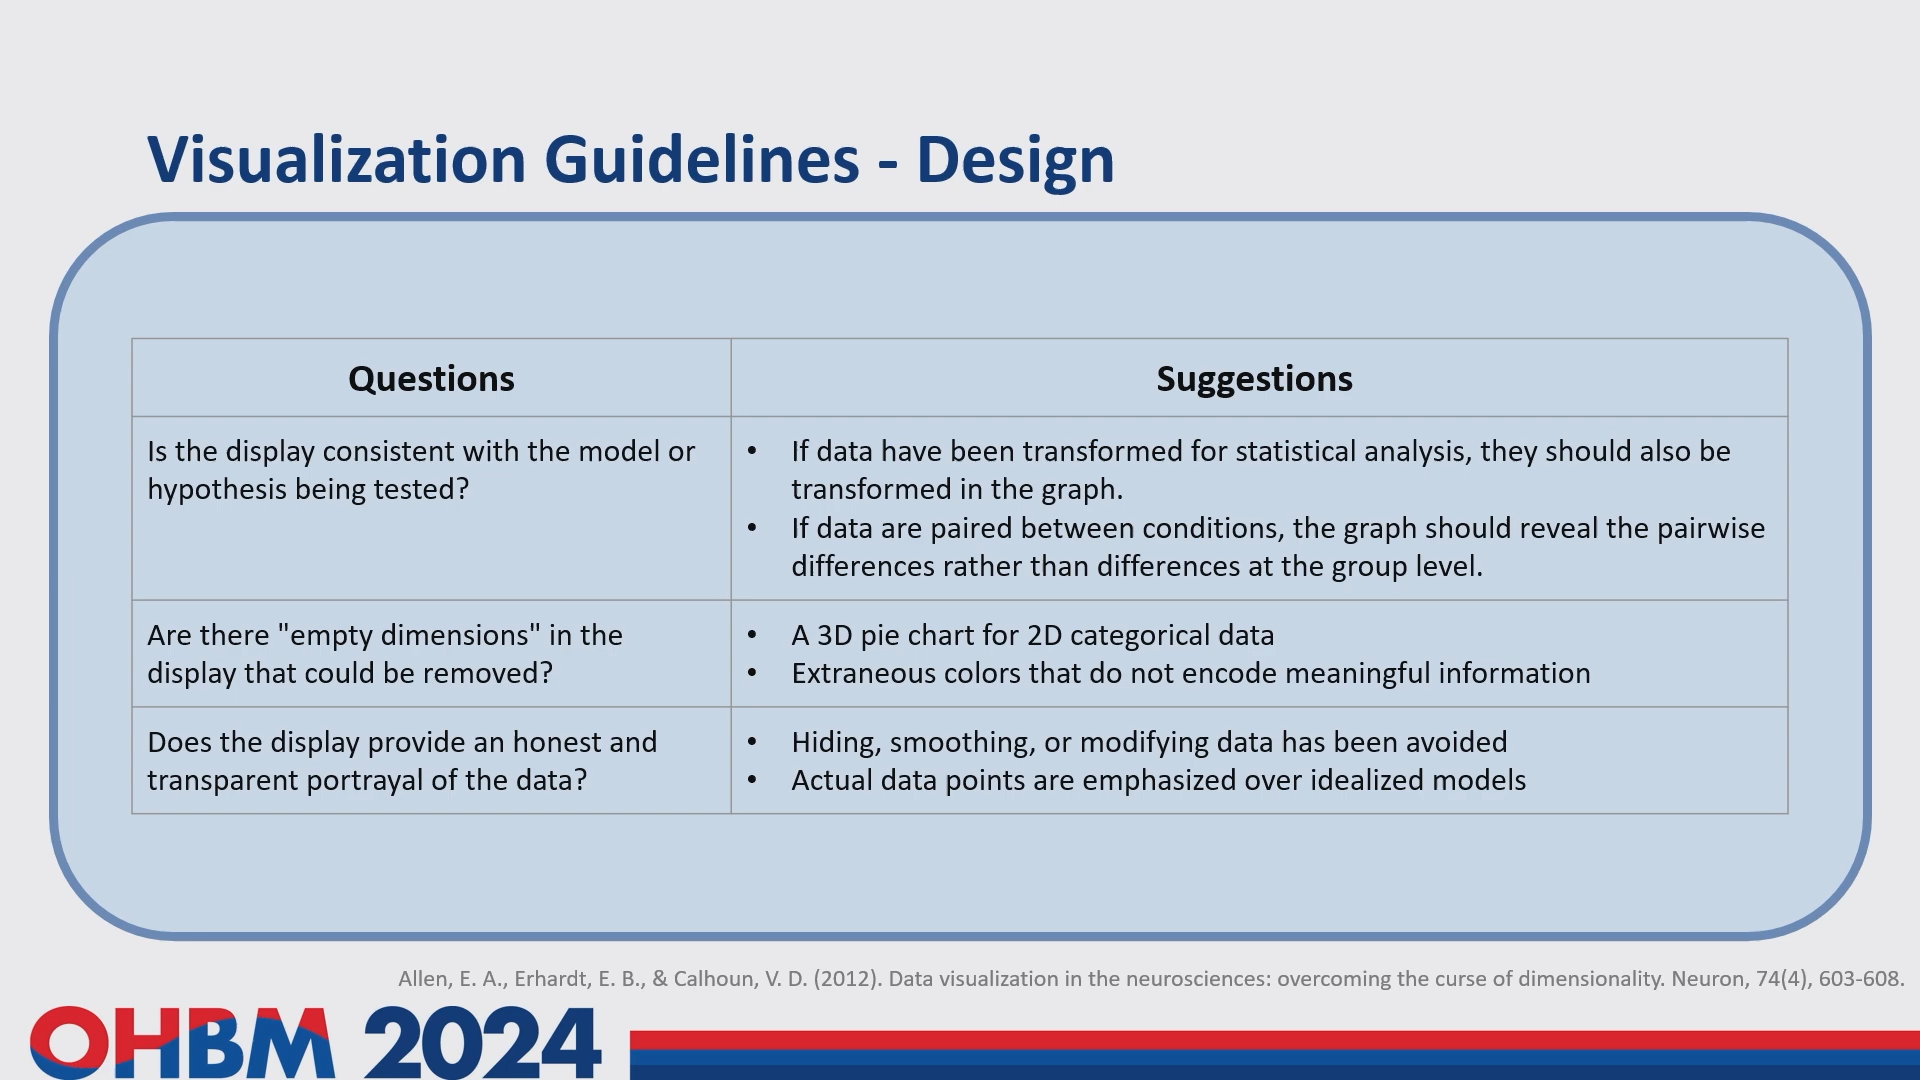 Visualization Guidelines - Design
Questions
Suggestions
Is the display consistent with the model or
hypothesis being tested?
• If data have been transformed for statistical analysis, they should also be
transformed in the graph.
• If data are paired between conditions, the graph should reveal the pairwise
differences rather than differences at the group level.
Are there "empty dimensions" in the
display that could be removed?
• A 3D pie chart for 2D categorical data
• Extraneous colors that do not encode meaningful information
Does the display provide an honest and
transparent portrayal of the data?
• Hiding, smoothing, or modifying data has been avoided
• Actual data points are emphasized over idealized models
Allen, E. A., Erhardt, E. B., & Calhoun, V. D. (2012). Data visualization in the neurosciences: overcoming the curse of dimensionality. Neuron, 74(4), 603-608.
OHBM 2024